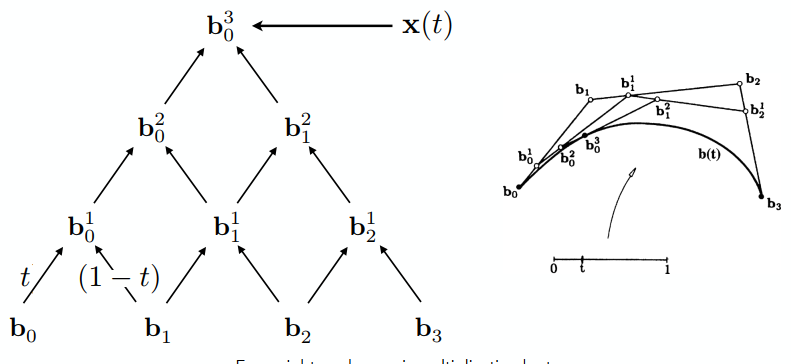 b_0^3 x(t)
b_0^2 b_1^2
b_0^1 b_1^1 b_2^1
t (1 − t)
b_0 b_1 b_2 b_3
b_1 b_1^1 b_2
b_1^2 b_2^1
b_0^1 b_0^2 b_0^3 b(t)
b_0 b_3
0 t 1